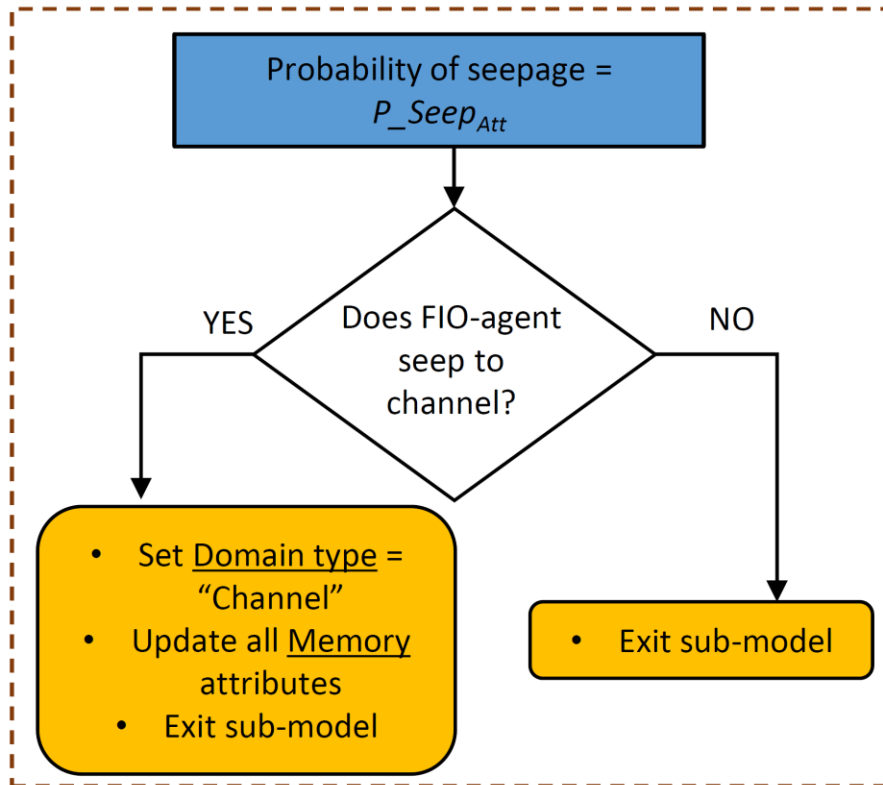 Probability of seepage =
P_Seep_Att
YES
Does FIO-agent
seep to
channel?
NO
• Set Domain type =
“Channel”
• Update all Memory
attributes
• Exit sub-model
• Exit sub-model